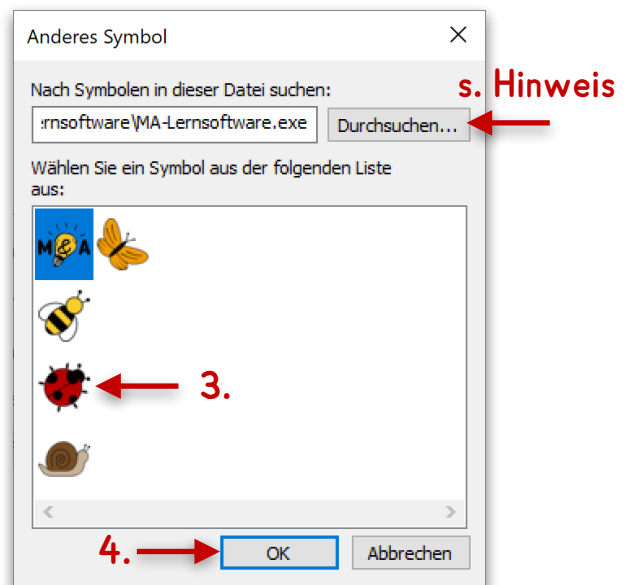 Anderes Symbol
Nach Symbolen in dieser Datei suchen:
s. Hinweis
:rnsoftware\MA-Lernsoftware.exe
Durchsuchen...
Wählen Sie ein Symbol aus der folgenden Liste
aus:
M&A
3.
4.
OK
Abbrechen